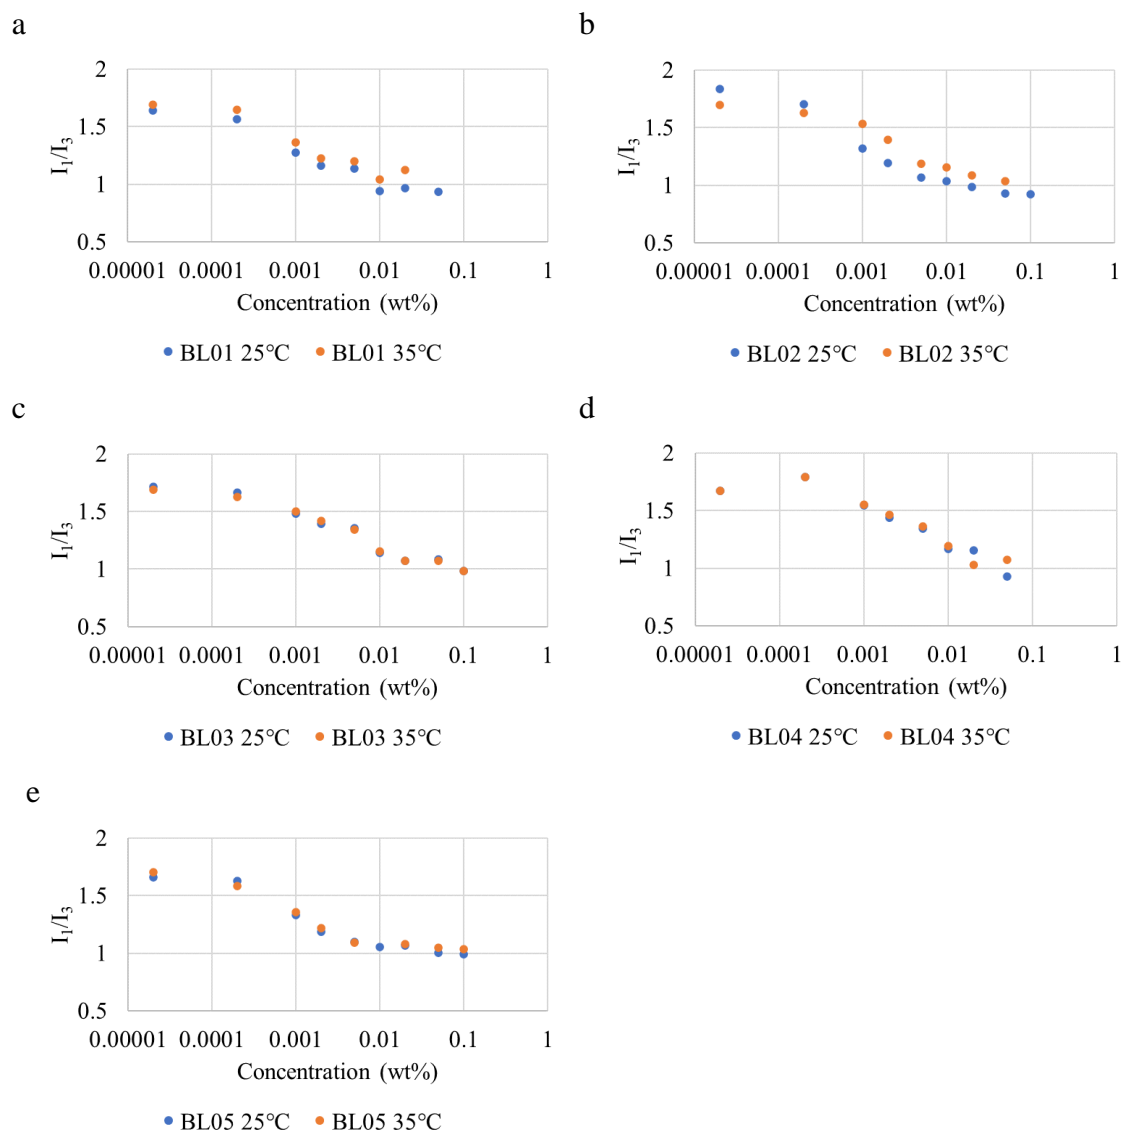 a
2
1.5
1
0.5
I₁/I₃
0.00001 0.0001 0.001 0.01 0.1 1
Concentration (wt%)
BL01 25℃ BL01 35℃
b
2
1.5
1
0.5
I₁/I₃
0.00001 0.0001 0.001 0.01 0.1 1
Concentration (wt%)
BL02 25℃ BL02 35℃
c
2
1.5
1
0.5
I₁/I₃
0.00001 0.0001 0.001 0.01 0.1 1
Concentration (wt%)
BL03 25℃ BL03 35℃
d
2
1.5
1
0.5
I₁/I₃
0.00001 0.0001 0.001 0.01 0.1 1
Concentration (wt%)
BL04 25℃ BL04 35℃
e
2
1.5
1
0.5
I₁/I₃
0.00001 0.0001 0.001 0.01 0.1 1
Concentration (wt%)
BL05 25℃ BL05 35℃